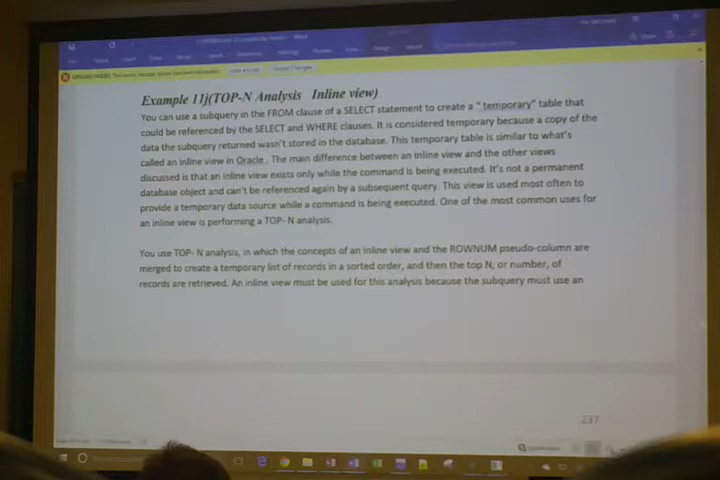 Example 11j(TOP-N Analysis Inline view)
You can use a subquery in the FROM clause of a SELECT statement to create a " temporary" table that
could be referenced by the SELECT and WHERE clauses. It is considered temporary because a copy of the
data the subquery returned wasn't stored in the database. This temporary table is similar to what's
called an inline view in Oracle . The main difference between an inline view and the other views
discussed is that an inline view exists only while the command is being executed. It's not a permanent
database object and can't be referenced again by a subsequent query. This view is used most often to
provide a temporary data source while a command is being executed. One of the most common uses for
an inline view is performing a TOP- N analysis.
You use TOP- N analysis, in which the concepts of an inline view and the ROWNUM pseudo-column are
merged to create a temporary list of records in a sorted order, and then the top N, or number, of
records are retrieved. An inline view must be used for this analysis because the subquery must use an
237